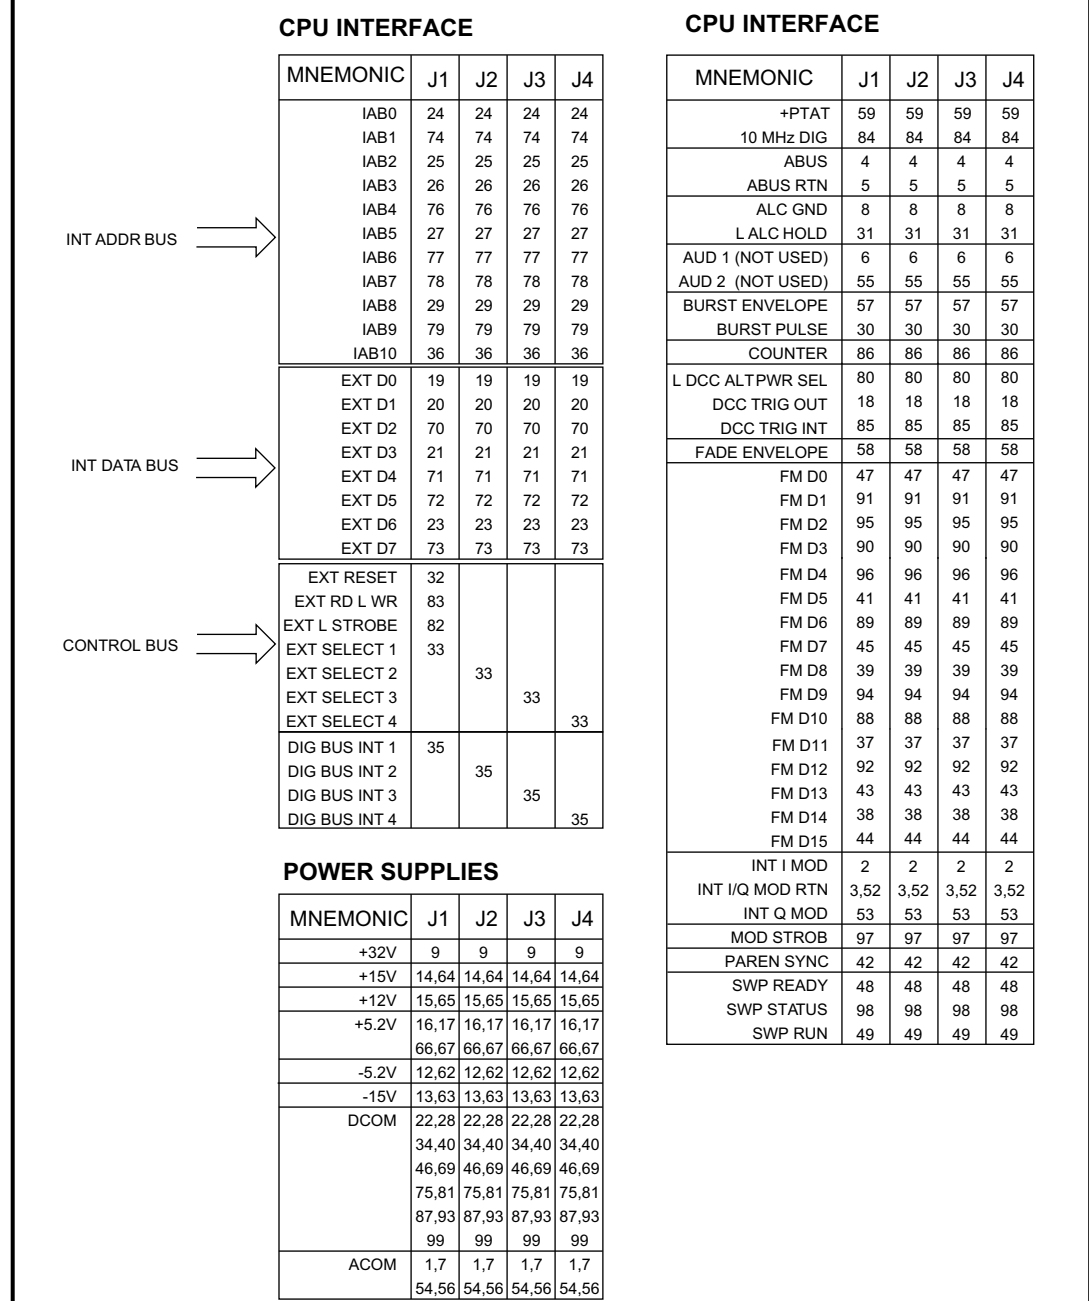 CPU INTERFACE
MNEMONIC J1 J2 J3 J4
IAB0 24 24 24 24
IAB1 74 74 74 74
IAB2 25 25 25 25
IAB3 26 26 26 26
IAB4 76 76 76 76
INT ADDR BUS IAB5 27 27 27 27
IAB6 77 77 77 77
IAB7 78 78 78 78
IAB8 29 29 29 29
IAB9 79 79 79 79
IAB10 36 36 36 36
EXT D0 19 19 19 19
EXT D1 20 20 20 20
EXT D2 70 70 70 70
INT DATA BUS EXT D3 21 21 21 21
EXT D4 71 71 71 71
EXT D5 72 72 72 72
EXT D6 23 23 23 23
EXT D7 73 73 73 73
EXT RESET 32
EXT RD L WR 83
EXT L STROBE 82
CONTROL BUS EXT SELECT 1 33
EXT SELECT 2 33
EXT SELECT 3 33
EXT SELECT 4 33
DIG BUS INT 1 35
DIG BUS INT 2 35
DIG BUS INT 3 35
DIG BUS INT 4 35
POWER SUPPLIES
MNEMONIC J1 J2 J3 J4
+32V 9 9 9 9
+15V 14,64 14,64 14,64 14,64
+12V 15,65 15,65 15,65 15,65
+5.2V 16,17 16,17 16,17 16,17
66,67 66,67 66,67 66,67
-5.2V 12,62 12,62 12,62 12,62
-15V 13,63 13,63 13,63 13,63
DCOM 22,28 22,28 22,28 22,28
34,40 34,40 34,40 34,40
46,69 46,69 46,69 46,69
75,81 75,81 75,81 75,81
87,93 87,93 87,93 87,93
99 99 99 99
ACOM 1,7 1,7 1,7 1,7
54,56 54,56 54,56 54,56
CPU INTERFACE
MNEMONIC J1 J2 J3 J4
+PTAT 59 59 59 59
10 MHz DIG 84 84 84 84
ABUS 4 4 4 4
ABUS RTN 5 5 5 5
ALC GND 8 8 8 8
L ALC HOLD 31 31 31 31
AUD 1 (NOT USED) 6 6 6 6
AUD 2 (NOT USED) 55 55 55 55
BURST ENVELOPE 57 57 57 57
BURST PULSE 30 30 30 30
COUNTER 86 86 86 86
L DCC ALTPWR SEL 80 80 80 80
DCC TRIG OUT 18 18 18 18
DCC TRIG INT 85 85 85 85
FADE ENVELOPE 58 58 58 58
FM D0 47 47 47 47
FM D1 91 91 91 91
FM D2 95 95 95 95
FM D3 90 90 90 90
FM D4 96 96 96 96
FM D5 41 41 41 41
FM D6 89 89 89 89
FM D7 45 45 45 45
FM D8 39 39 39 39
FM D9 94 94 94 94
FM D10 88 88 88 88
FM D11 37 37 37 37
FM D12 92 92 92 92
FM D13 43 43 43 43
FM D14 38 38 38 38
FM D15 44 44 44 44
INT I MOD 2 2 2 2
INT I/Q MOD RTN 3,52 3,52 3,52 3,52
INT Q MOD 53 53 53 53
MOD STROB 97 97 97 97
PAREN SYNC 42 42 42 42
SWP READY 48 48 48 48
SWP STATUS 98 98 98 98
SWP RUN 49 49 49 49